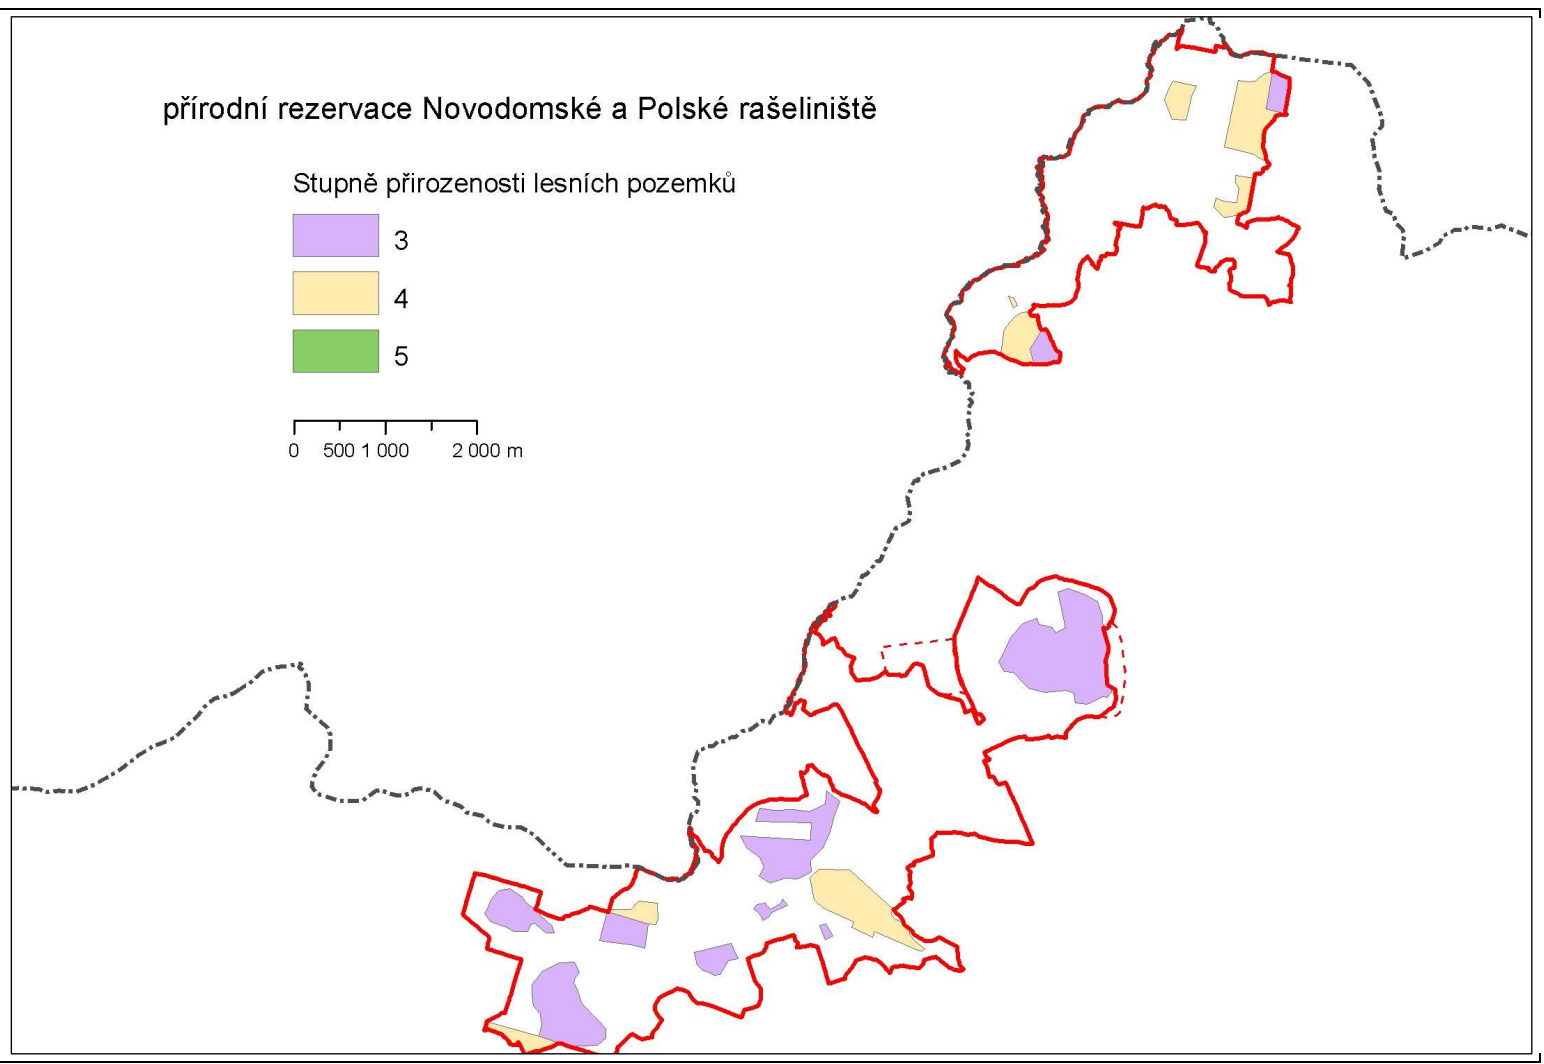 přírodní rezervace Novodomské a Polské rašeliniště
Stupně přirozenosti lesních pozemků
3
4
5
0 500 1 000 2 000 m